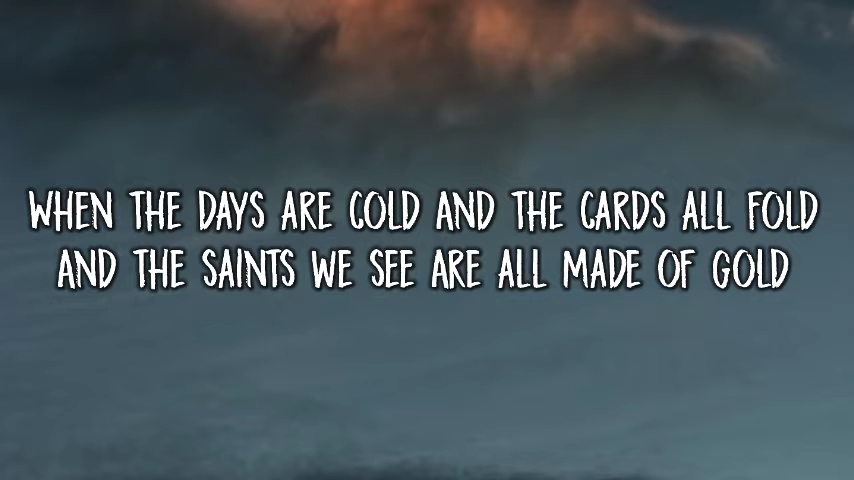 WHEN THE DAYS ARE COLD AND THE CARDS ALL FOLD
AND THE SAINTS WE SEE ARE ALL MADE OF GOLD